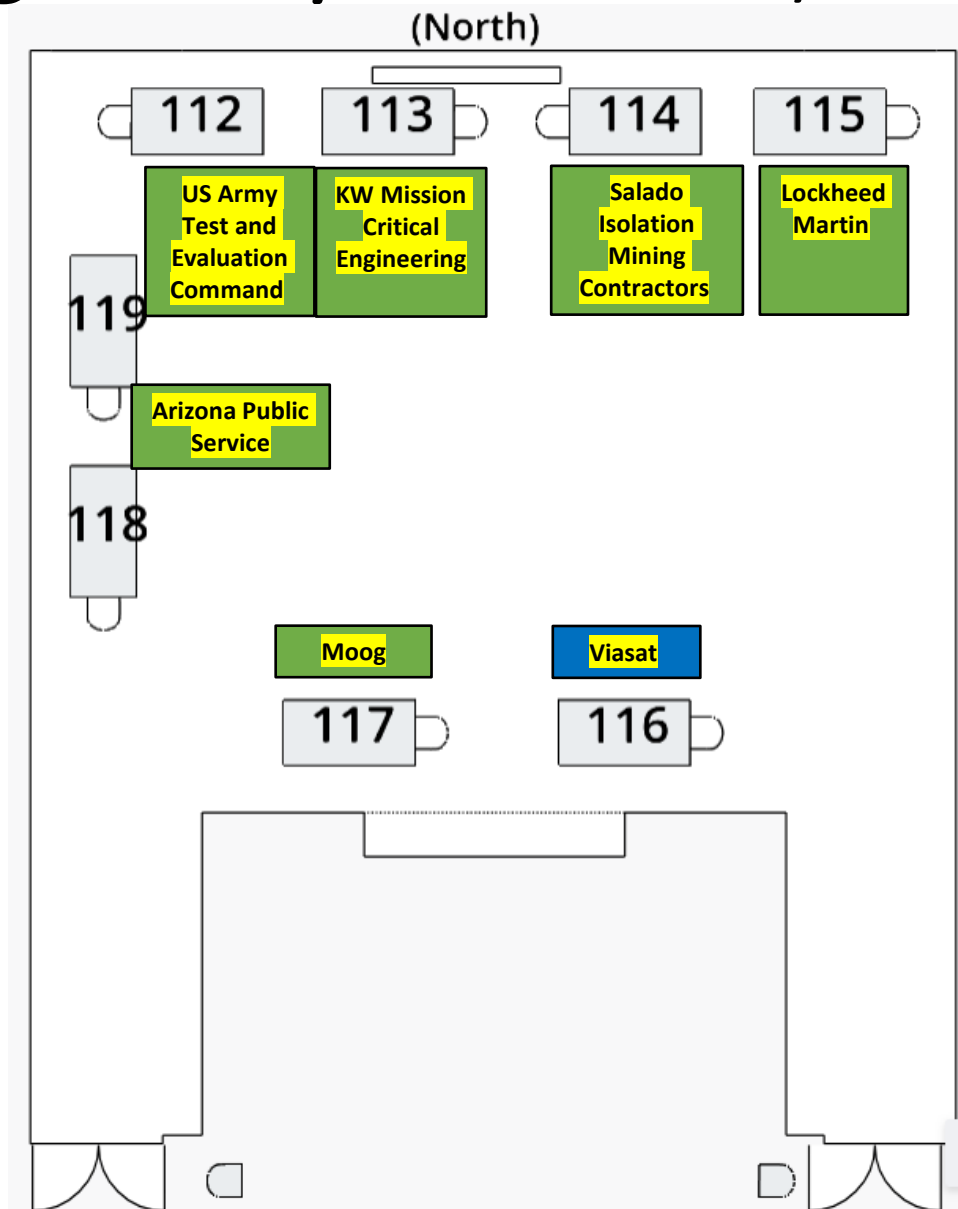 (North)
112
113
114
115
US Army
Test and
Evaluation
Command
KW Mission
Critical
Engineering
Salado
Isolation
Mining
Contractors
Lockheed
Martin
119
Arizona Public
Service
118
Moog
Viasat
117
116